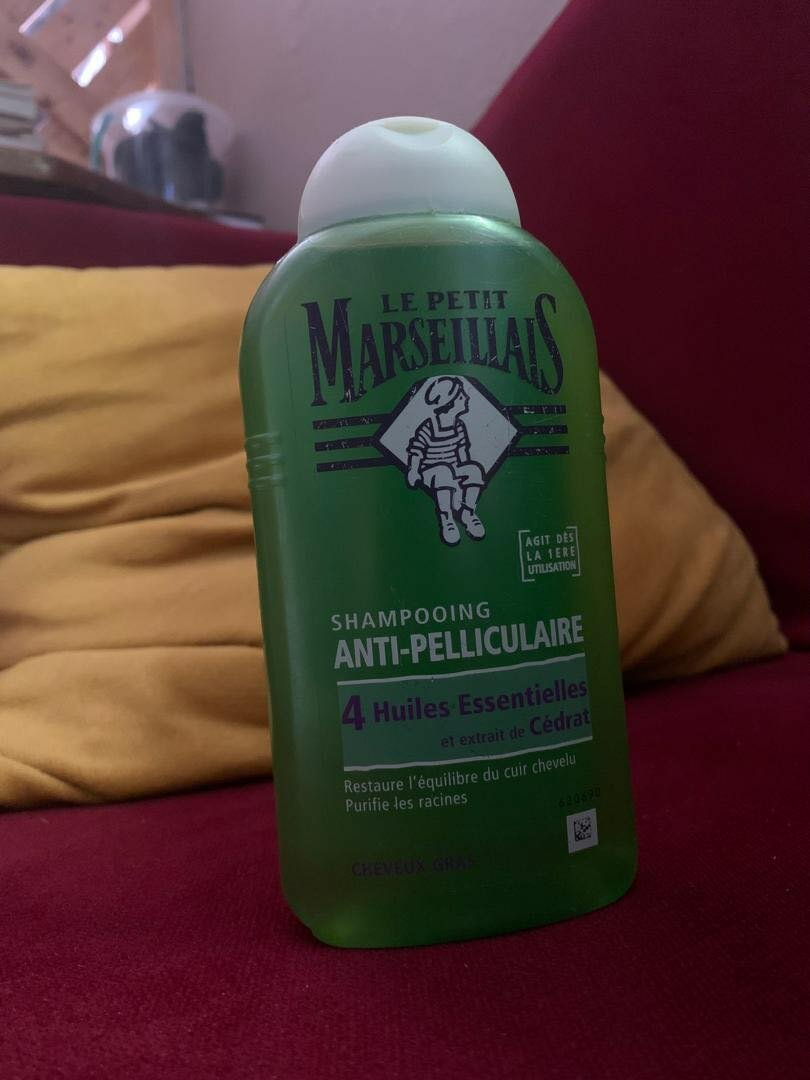 LE PETIT
MARSEILLAIS
AGIT DÈS
LA 1ERE
UTILISATION
SHAMPOOING
ANTI-PELLICULAIRE
4 Huiles Essentielles
et extrait de Cédrat
Restaure l'équilibre du cuir chevelu
Purifie les racines
620690
CHEVEUX GRAS